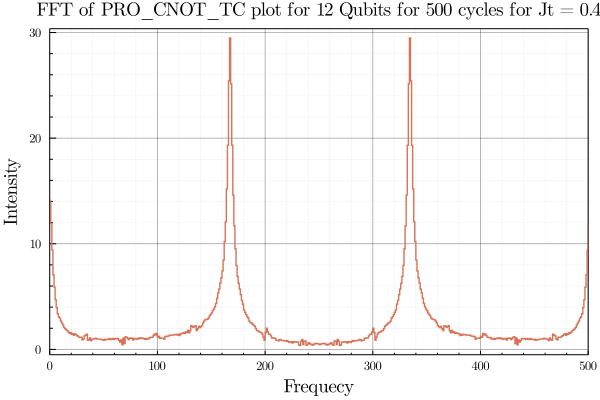 FFT of PRO_CNOT_TC plot for 12 Qubits for 500 cycles for Jt = 0.4
30
20
10
0
Intensity
0 100 200 300 400 500
Frequecy